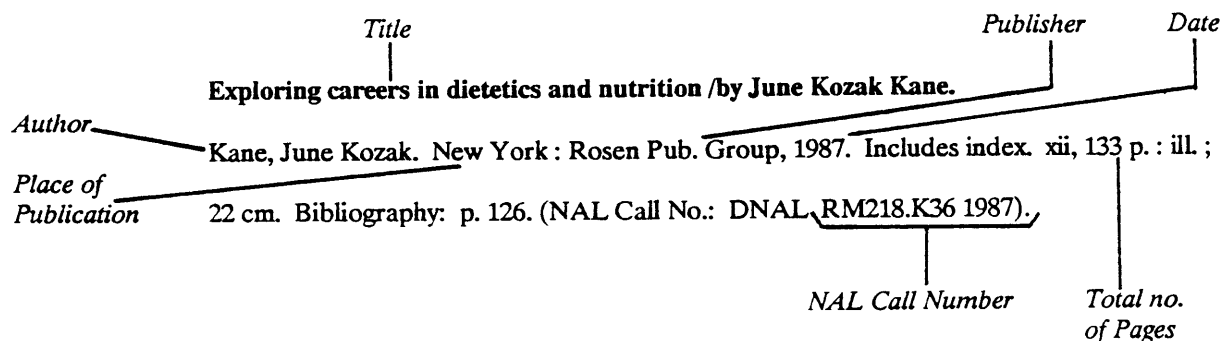 Title
Publisher
Date
Exploring careers in dietetics and nutrition /by June Kozak Kane.
Author
Kane, June Kozak. New York : Rosen Pub. Group, 1987. Includes index. xii, 133 p. : ill. ;
Place of
Publication
22 cm. Bibliography: p. 126. (NAL Call No.: DNAL RM218.K36 1987).
NAL Call Number
Total no.
of Pages